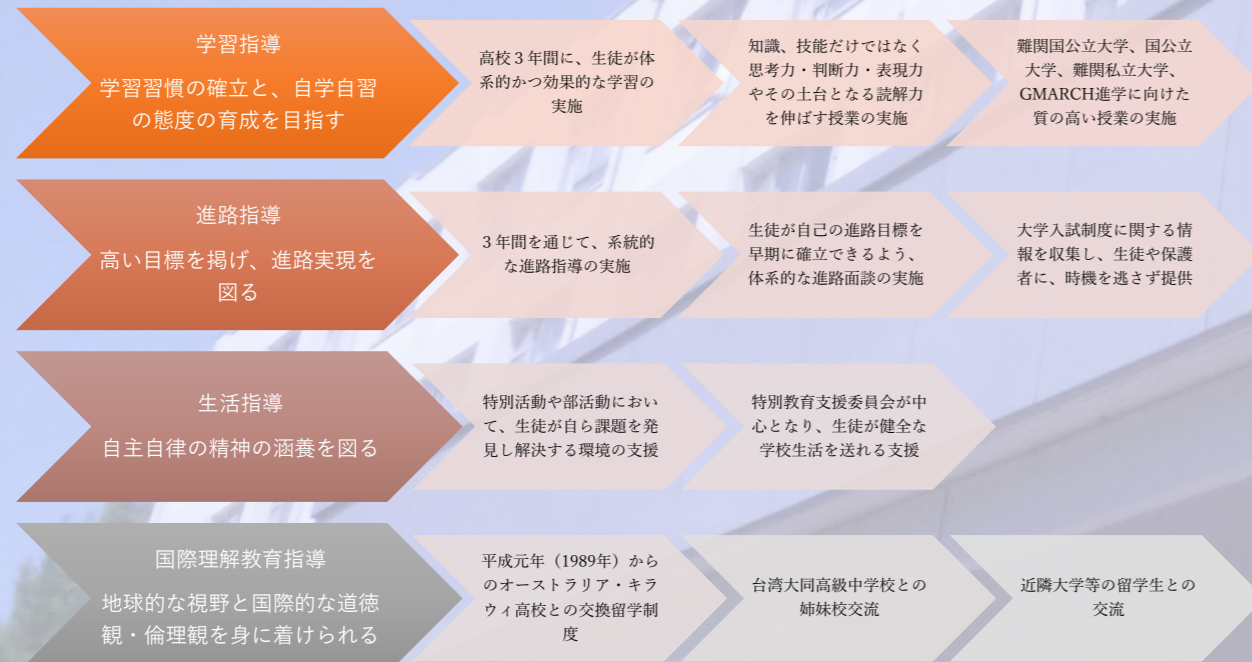 学習指導
学習習慣の確立と、自学自習
の態度の育成を目指す
高校３年間に、生徒が体
系的かつ効果的な学習の
実施
知識、技能だけではなく
思考力・判断力・表現力
やその土台となる読解力
を伸ばす授業の実施
難関国公立大学、国公立
大学、難関私立大学、
GMARCH進学に向けた
質の高い授業の実施
進路指導
高い目標を掲げ、進路実現を
図る
３年間を通じて、系統的
な進路指導の実施
生徒が自己の進路目標を
早期に確立できるよう、
体系的な進路面談の実施
大学入試制度に関する情
報を収集し、生徒や保護
者に、時機を逃さず提供
生活指導
自主自律の精神の涵養を図る
特別活動や部活動におい
て、生徒が自ら課題を発
見し解決する環境の支援
特別教育支援委員会が中
心となり、生徒が健全な
学校生活を送れる支援
国際理解教育指導
地球的な視野と国際的な道徳
観・倫理観を身に着けられる
平成元年（1989年）から
のオーストラリア・キラ
ウィ高校との交換留学制
度
台湾大同高級中学校との
姉妹校交流
近隣大学等の留学生との
交流